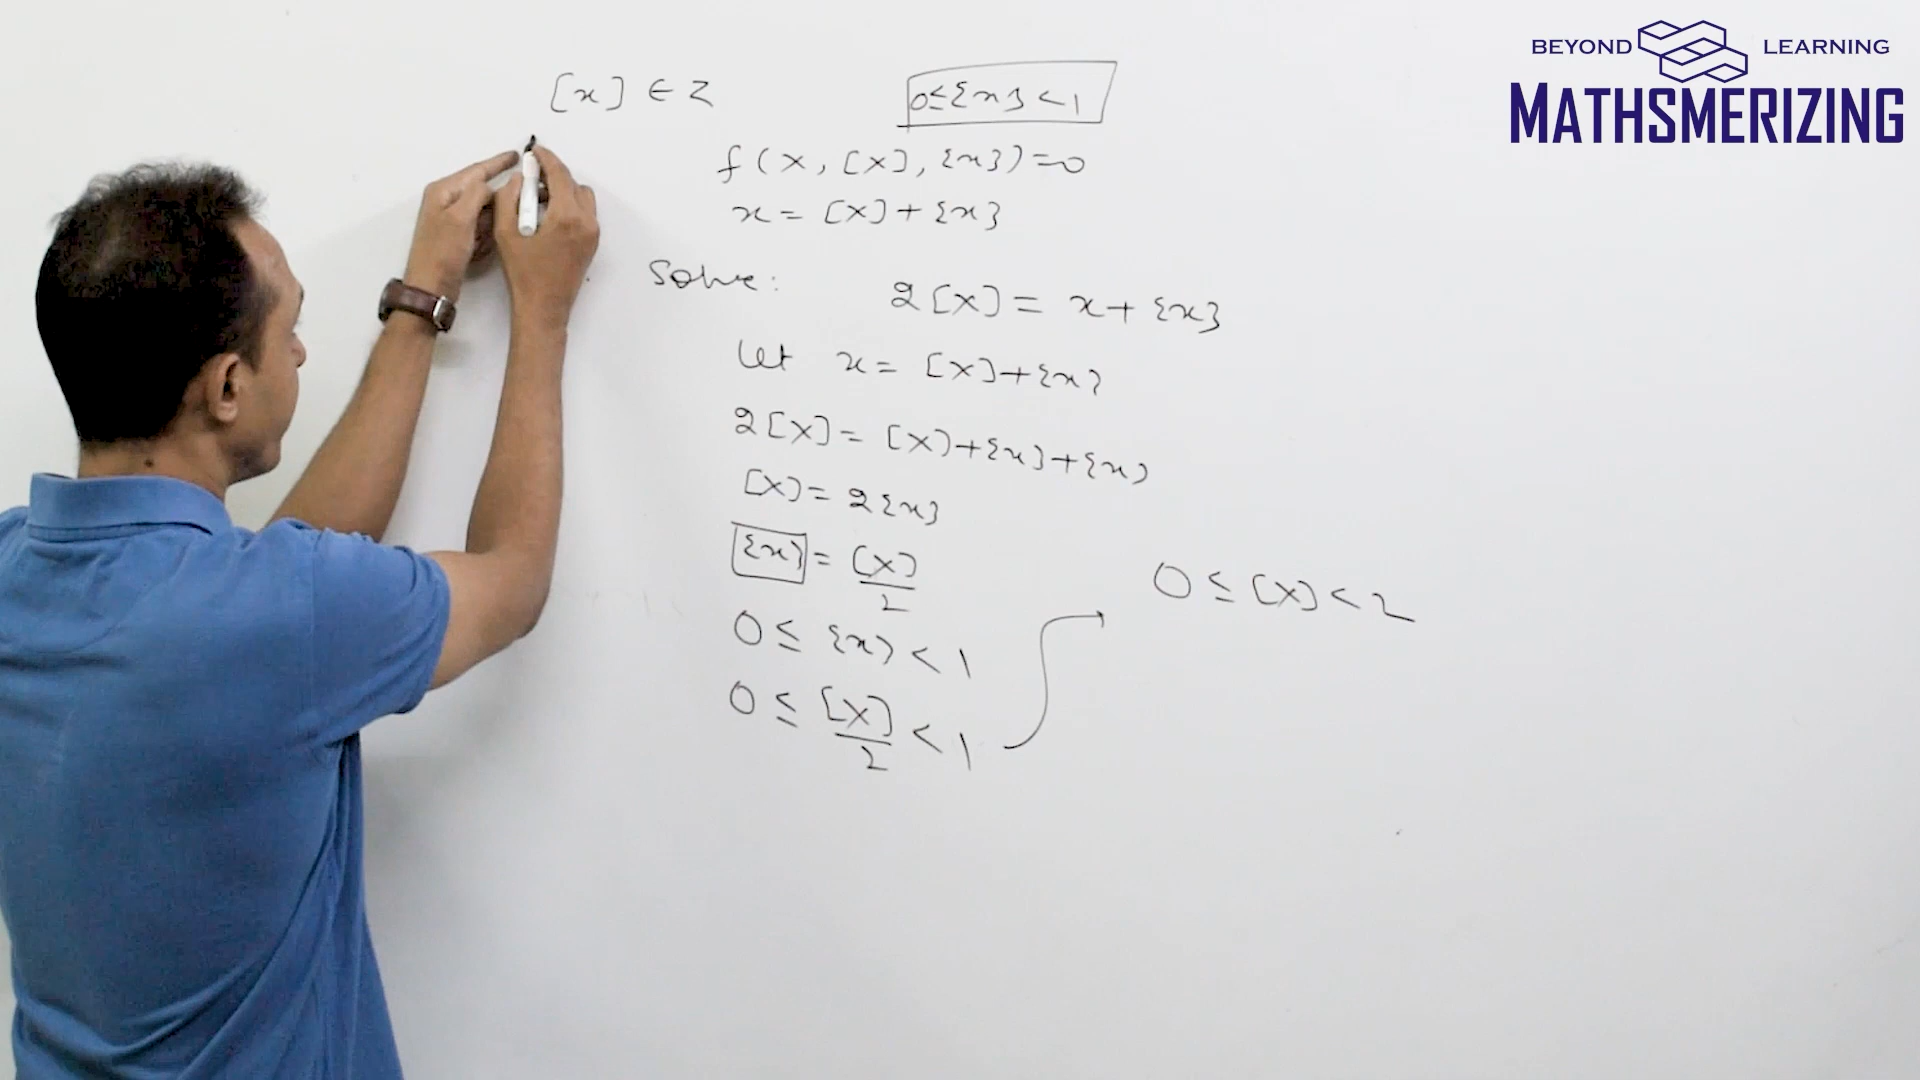 BEYOND LEARNING
MATHSMERIZING
[x] ∈ Z
0≤{x}<1
f(x, [x], {x})=0
x = [x]+{x}
Solve: 2[x] = x+{x}
Let x = [x]+{x}
2[x] = [x]+{x}+{x}
[x] = 2{x}
{x} = [x]/2
0 ≤ {x} < 1
0 ≤ [x]/2 < 1
0 ≤ [x] < 2